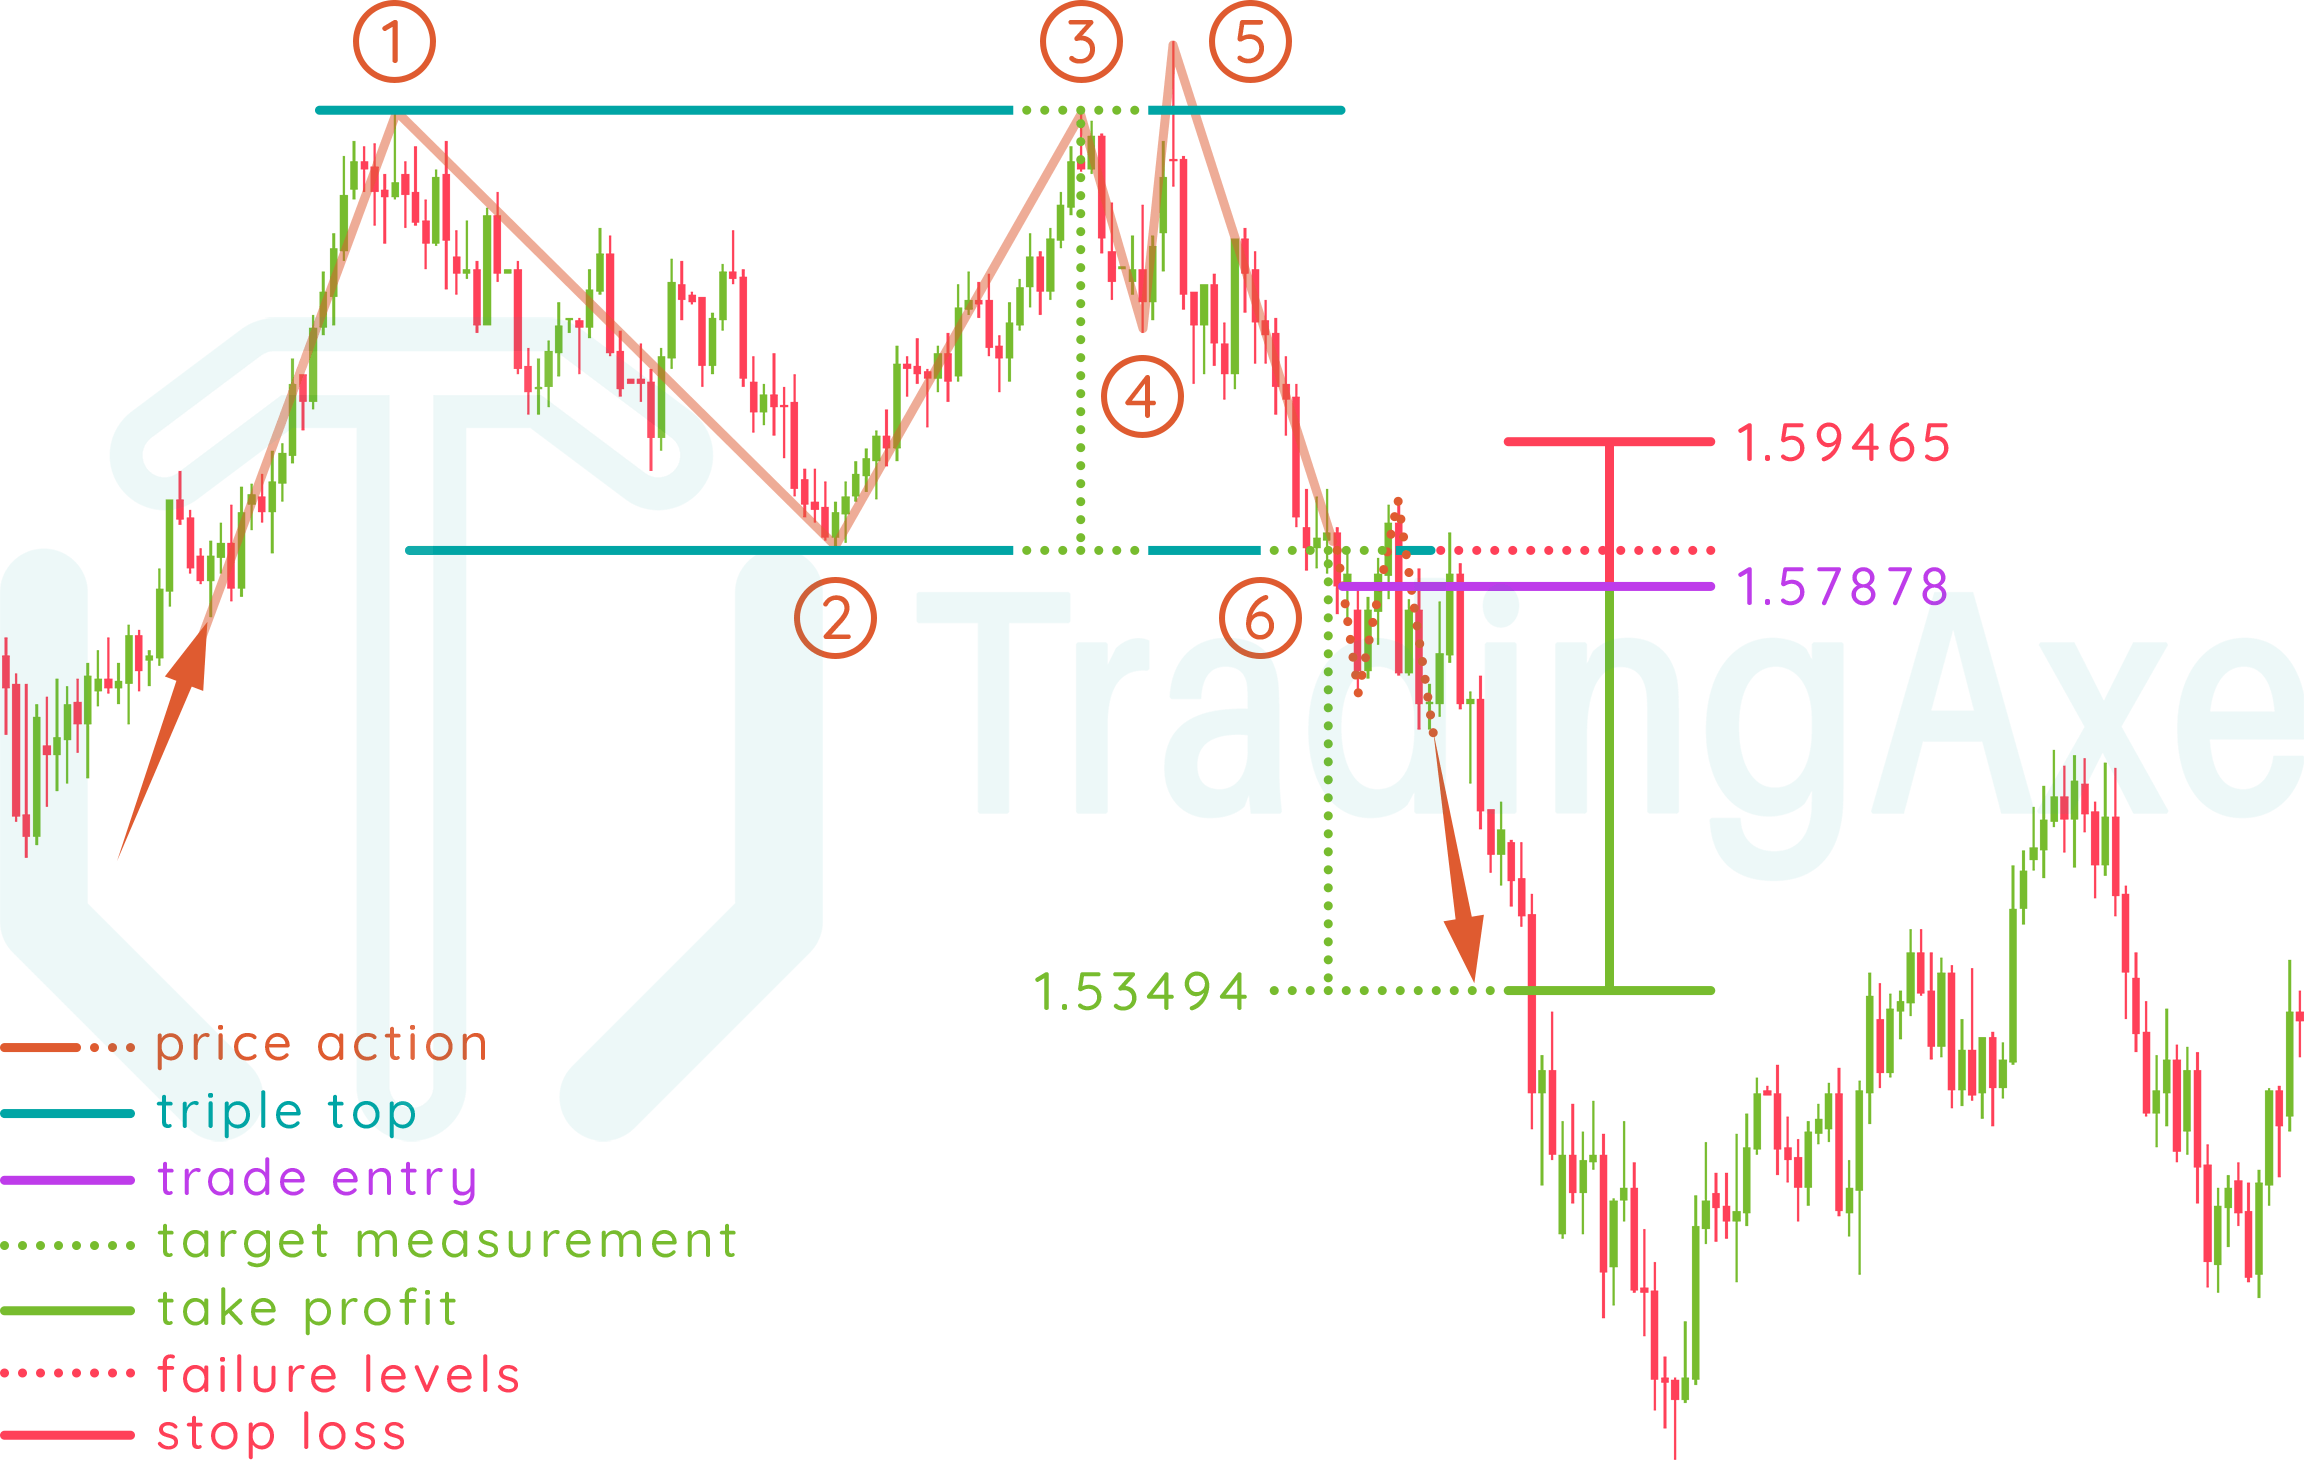 1
3
5
4
1.59465
1.57878
2
6
TradingAxe
1.53494
price action
triple top
trade entry
target measurement
take profit
failure levels
stop loss